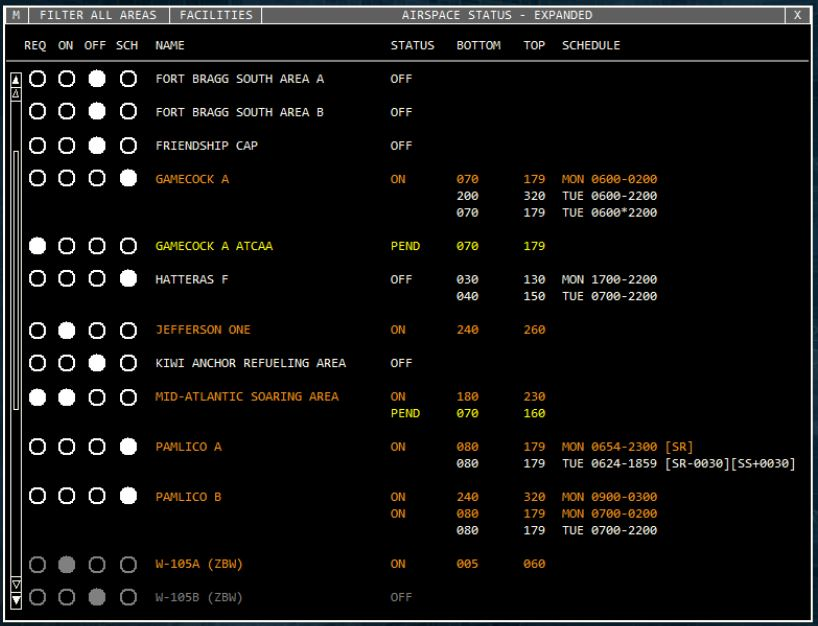 M FILTER ALL AREAS FACILITIES AIRSPACE STATUS - EXPANDED X
REQ ON OFF SCH NAME STATUS BOTTOM TOP SCHEDULE
FORT BRAGG SOUTH AREA A OFF
FORT BRAGG SOUTH AREA B OFF
FRIENDSHIP CAP OFF
GAMECOCK A ON 070 179 MON 0600-0200
200 320 TUE 0600-2200
070 179 TUE 0600*2200
GAMECOCK A ATCAA PEND 070 179
HATTERAS F OFF 030 130 MON 1700-2200
040 150 TUE 0700-2200
JEFFERSON ONE ON 240 260
KIWI ANCHOR REFUELING AREA OFF
MID-ATLANTIC SOARING AREA ON 180 230
PEND 070 160
PAMLICO A ON 080 179 MON 0654-2300 [SR]
080 179 TUE 0624-1859 [SR-0030][SS+0030]
PAMLICO B ON 240 320 MON 0900-0300
ON 080 179 MON 0700-0200
080 179 TUE 0700-2200
W-105A (ZBW) ON 005 060
W-105B (ZBW) OFF